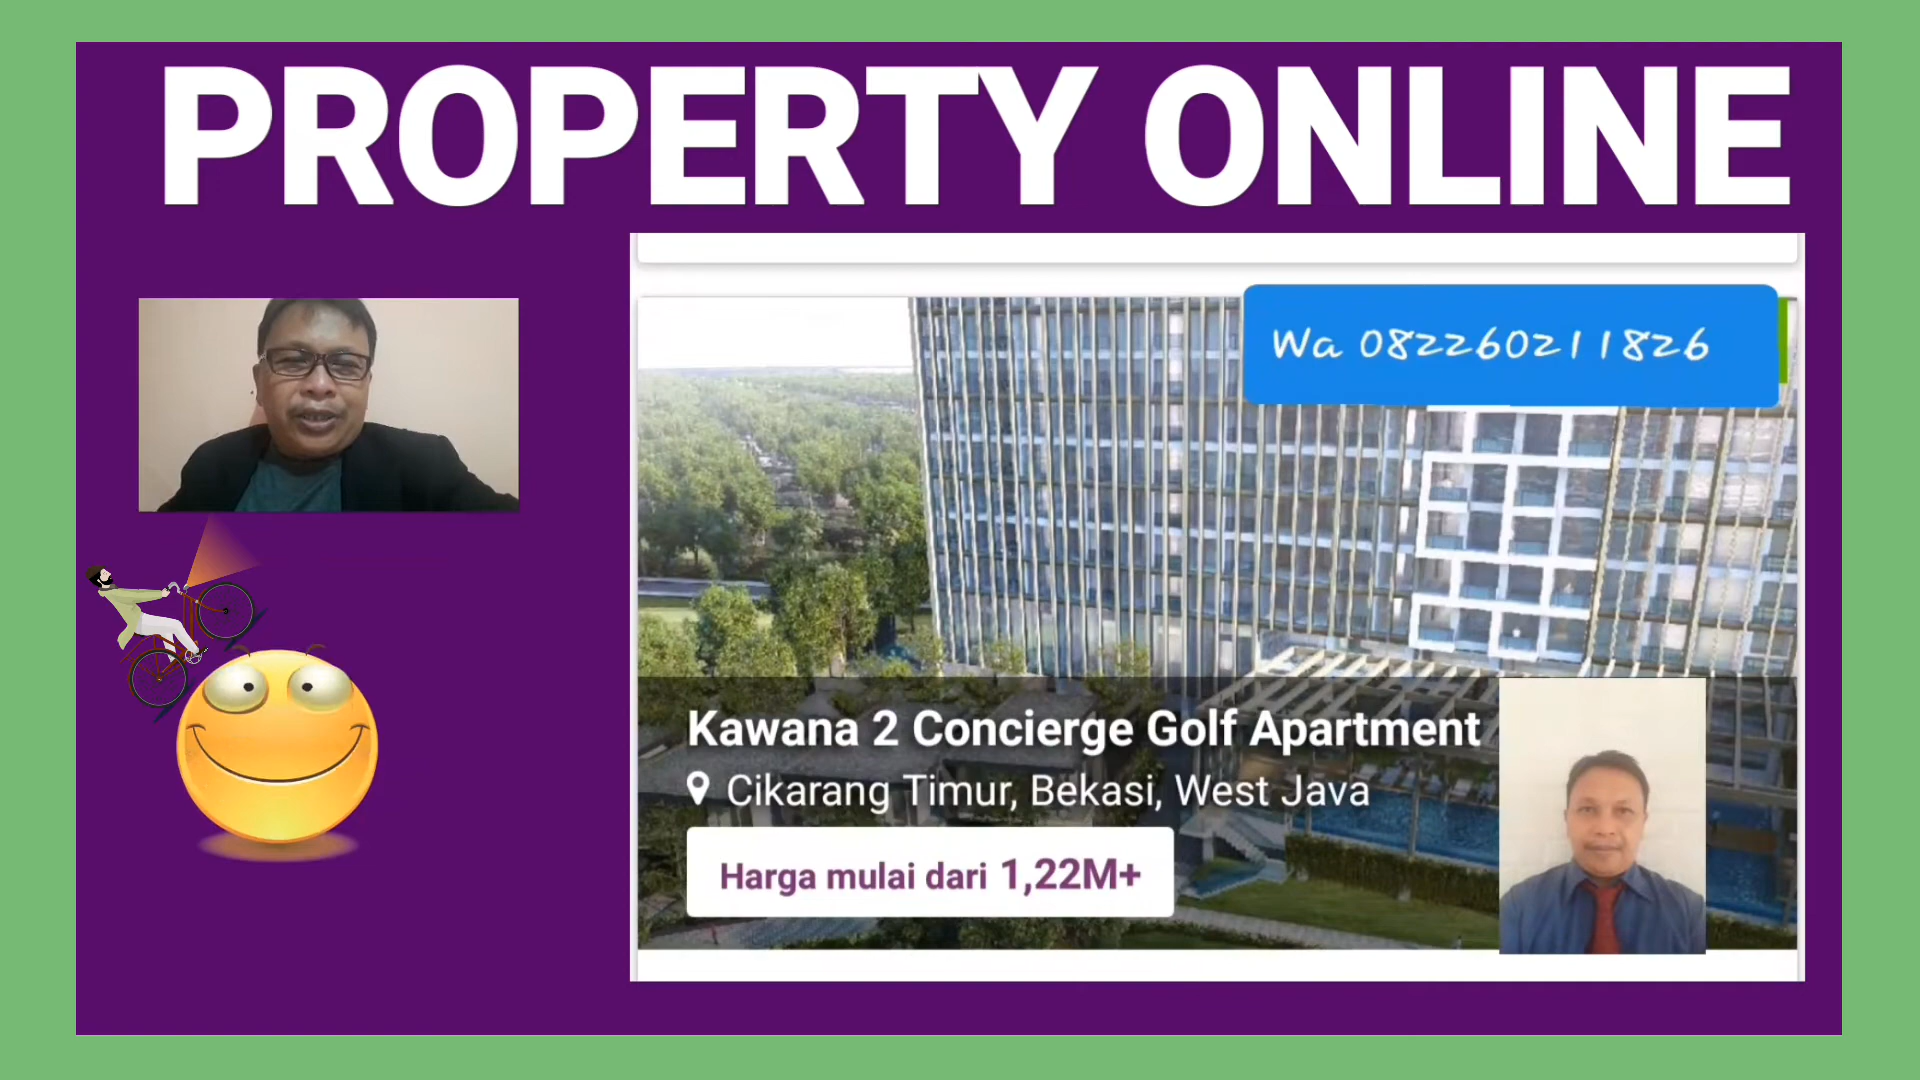 PROPERTY ONLINE
Wa 082260211826
Kawana 2 Concierge Golf Apartment
Cikarang Timur, Bekasi, West Java
Harga mulai dari 1,22M+